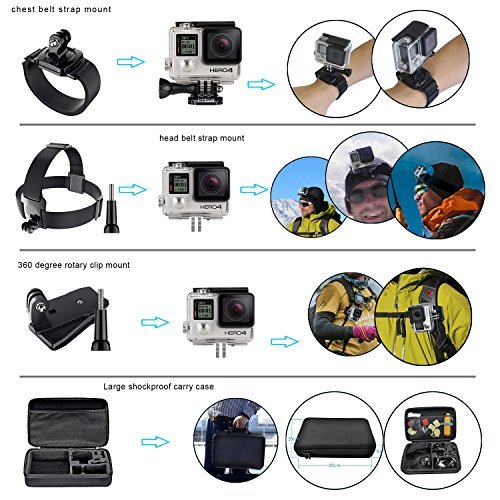 chest belt strap mount
HERO4
head belt strap mount
HERO4
360 degree rotary clip mount
HERO4
Large shockproof carry case